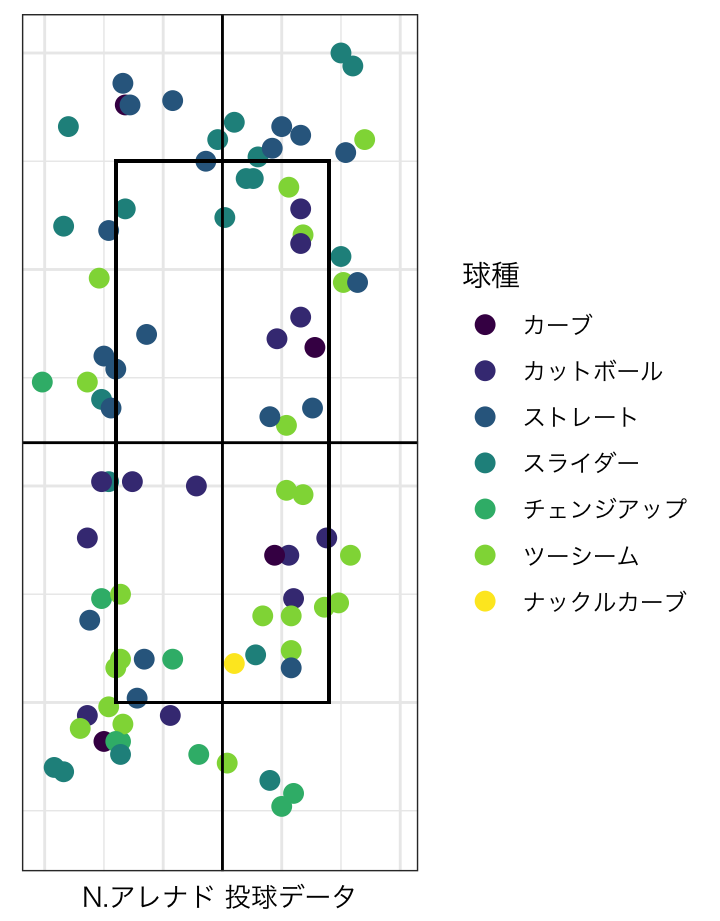 球種
カーブ
カットボール
ストレート
スライダー
チェンジアップ
ツーシーム
ナックルカーブ
N.アレナド 投球データ